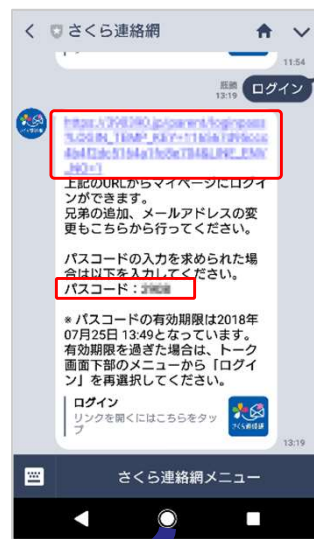 さくら連絡網
11:54
既読
13:19
ログイン
上記のURLからマイページにログイ
ンができます。
兄弟の追加、メールアドレスの変
更もこちらから行ってください。
パスコードの入力を求められた場
合は以下を入力してください。
パスコード：
※ パスコードの有効期限は2018年
07月25日 13:49となっています。
有効期限を過ぎた場合は、トーク
画面下部のメニューから「ログイ
ン」を再選択してください。
ログイン
リンクを開くにはこちらをタッ
プ
さくら連絡網
13:19
さくら連絡網メニュー